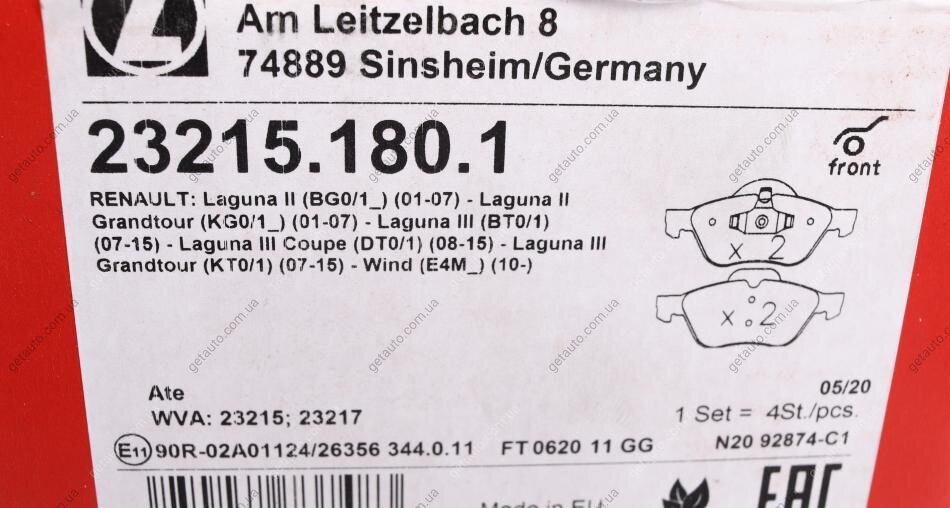 Am Leitzelbach 8
74889 Sinsheim/Germany
23215.180.1
front
RENAULT: Laguna II (BG0/1_) (01-07) - Laguna II
Grandtour (KG0/1_) (01-07) - Laguna III (BT0/1)
(07-15) - Laguna III Coupe (DT0/1) (08-15) - Laguna III
Grandtour (KT0/1) (07-15) - Wind (E4M_) (10-)
x 2
x 2
Ate
WVA: 23215; 23217
05/20
1 Set = 4St./pcs.
E11 90R-02A01124/26356 344.0.11 FT 0620 11 GG N20 92874-C1
Made in EU
EAC
getauto.com.ua